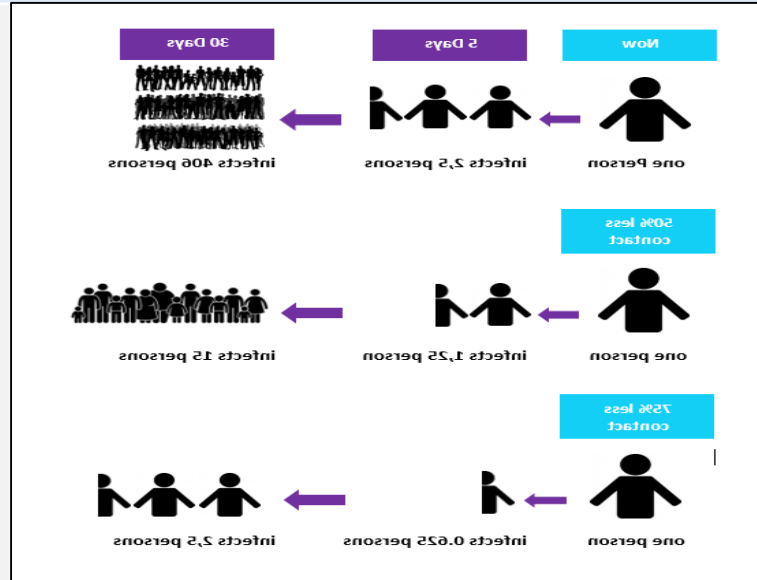 Now
5 Days
30 Days
one Person
infects 2,5 persons
infects 406 persons
50% less
contact
one person
infects 1,25 person
infects 15 persons
75% less
contact
one person
infects 0.625 persons
infects 2,5 persons